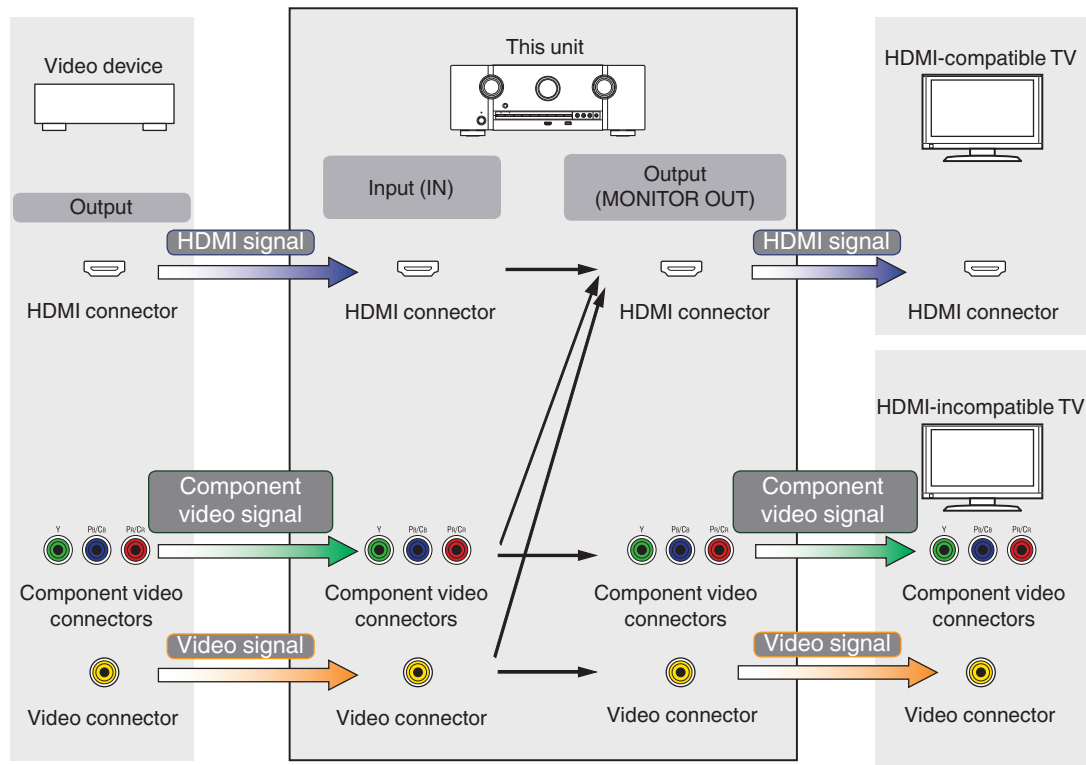 Video device
This unit
HDMI-compatible TV
Output
Input (IN)
Output
(MONITOR OUT)
HDMI signal
HDMI signal
HDMI connector
HDMI connector
HDMI connector
HDMI connector
HDMI-incompatible TV
Component
video signal
Component
video signal
Y PB/CB PR/CR
Y PB/CB PR/CR
Y PB/CB PR/CR
Y PB/CB PR/CR
Component video
connectors
Component video
connectors
Component video
connectors
Component video
connectors
Video signal
Video signal
Video connector
Video connector
Video connector
Video connector